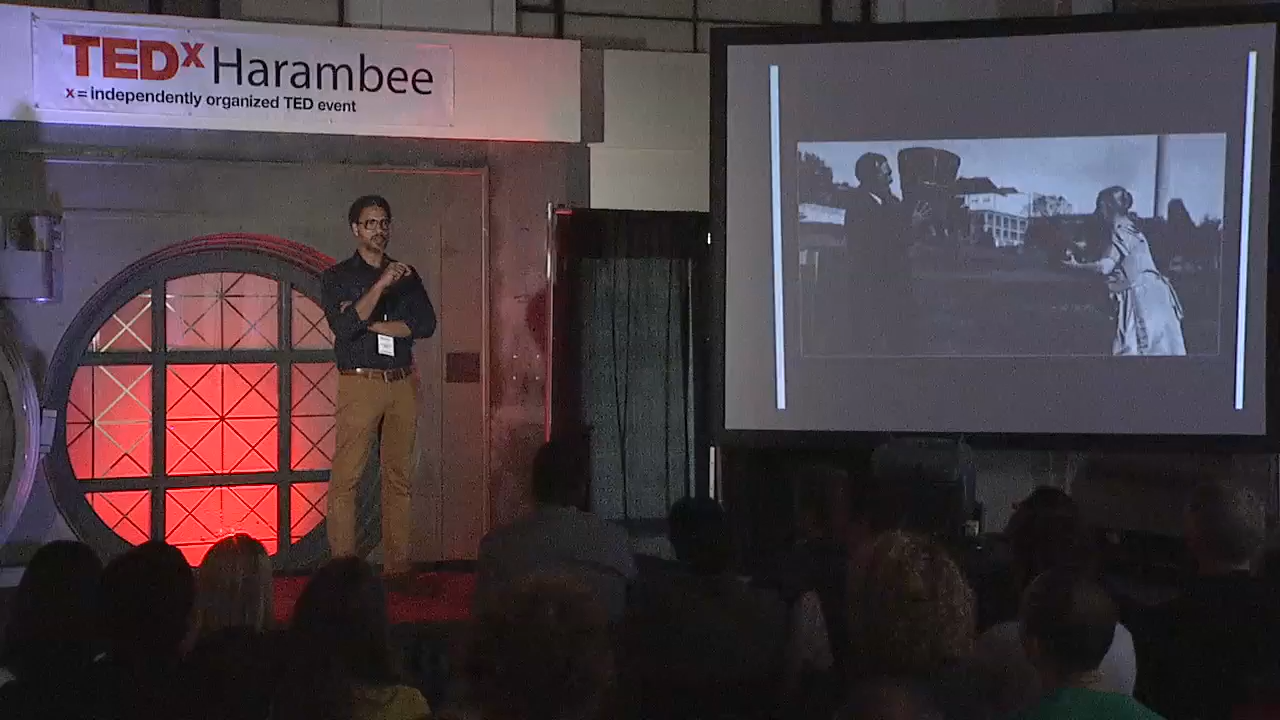 TEDx Harambee
x = independently organized TED event